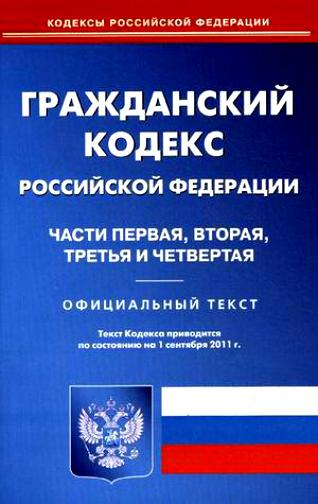 КОДЕКСЫ РОССИЙСКОЙ ФЕДЕРАЦИИ
ГРАЖДАНСКИЙ
КОДЕКС
РОССИЙСКОЙ ФЕДЕРАЦИИ
ЧАСТИ ПЕРВАЯ, ВТОРАЯ,
ТРЕТЬЯ И ЧЕТВЕРТАЯ
ОФИЦИАЛЬНЫЙ ТЕКСТ
Текст Кодекса приводится
по состоянию на 1 сентября 2011 г.